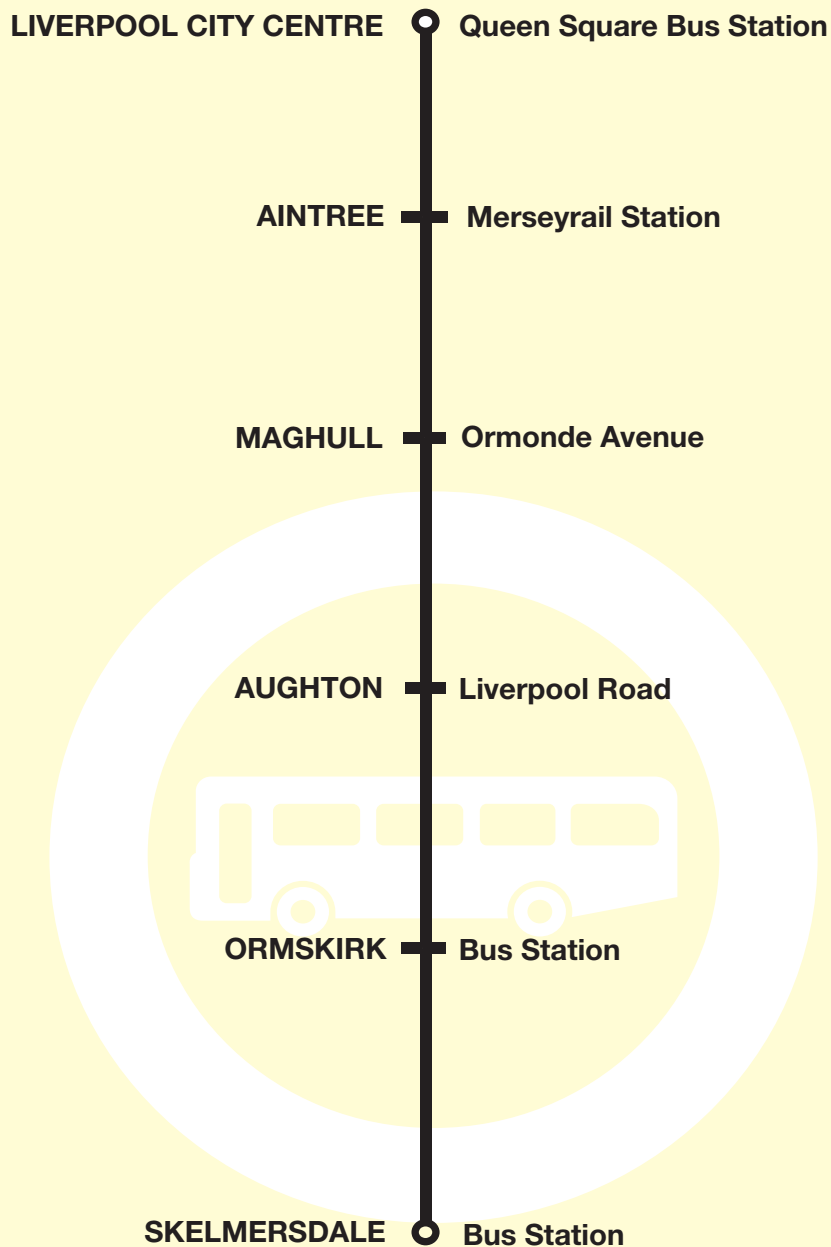 LIVERPOOL CITY CENTRE Queen Square Bus Station
AINTREE Merseyrail Station
MAGHULL Ormonde Avenue
AUGHTON Liverpool Road
ORMSKIRK Bus Station
SKELMERSDALE Bus Station